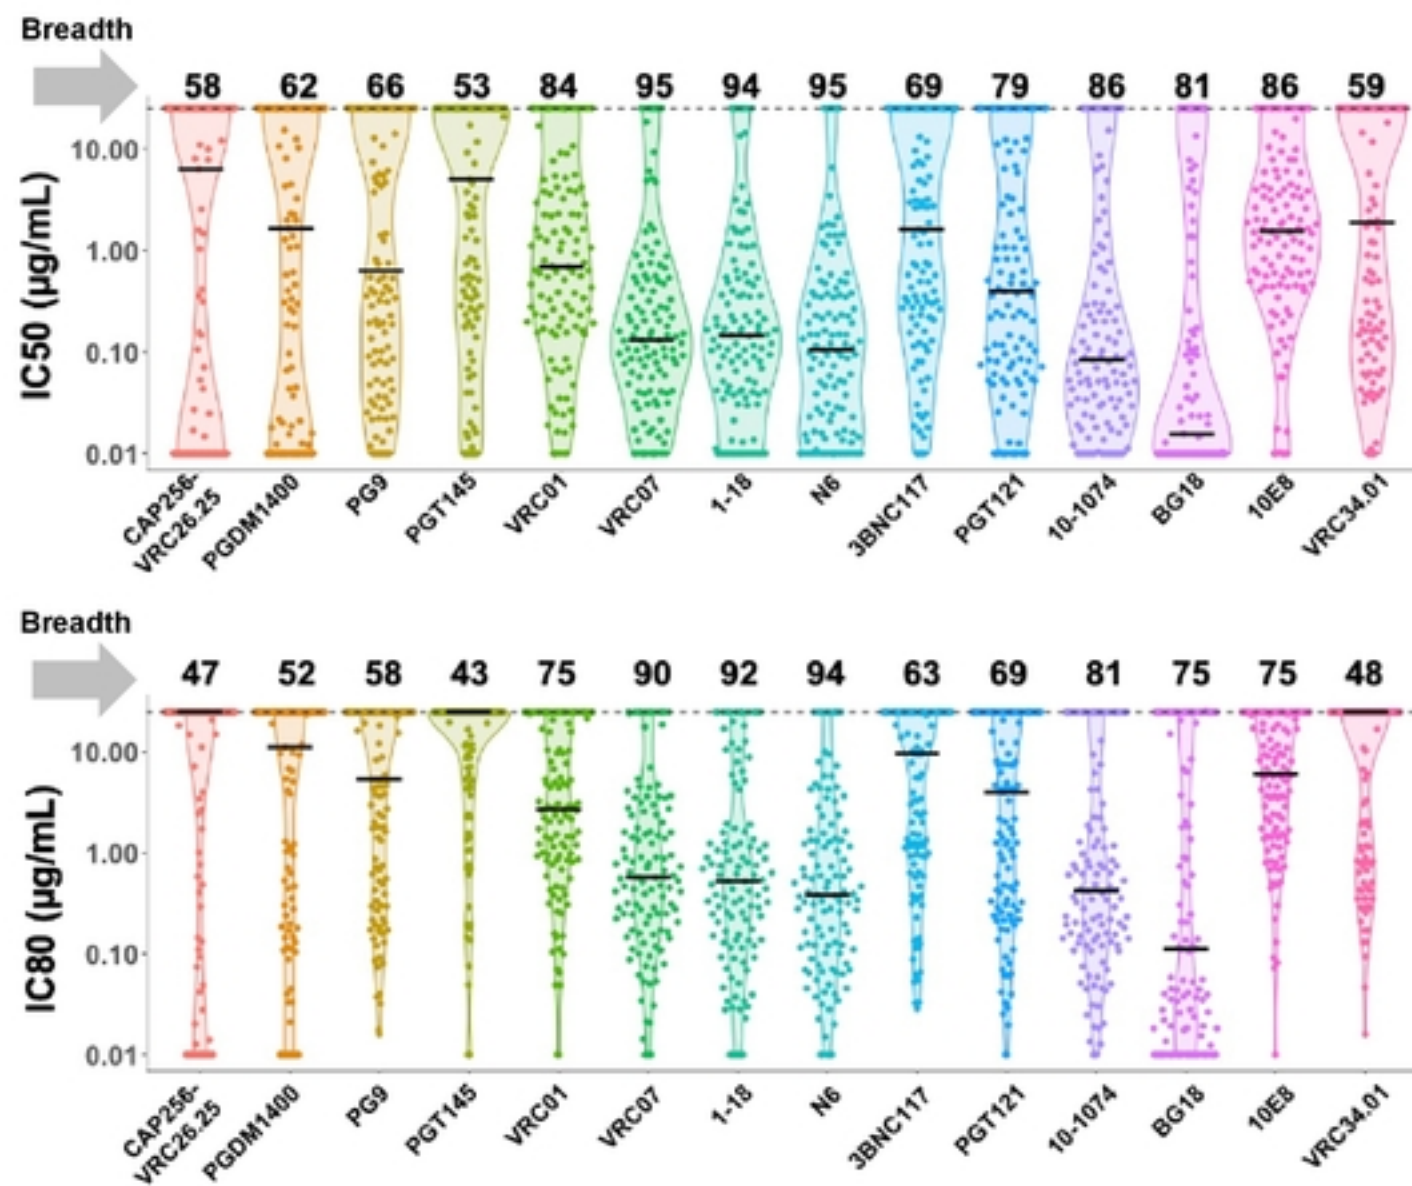 Breadth
58 62 66 53 84 95 94 95 69 79 86 81 86 59
IC50 (µg/mL)
10.00
1.00
0.10
0.01
CAP256-
VRC26.25
PGDM1400
PG9
PGT145
VRC01
VRC07
1-18
N6
3BNC117
PGT121
10-1074
BG18
10E8
VRC34.01
Breadth
47 52 58 43 75 90 92 94 63 69 81 75 75 48
IC80 (µg/mL)
10.00
1.00
0.10
0.01
CAP256-
VRC26.25
PGDM1400
PG9
PGT145
VRC01
VRC07
1-18
N6
3BNC117
PGT121
10-1074
BG18
10E8
VRC34.01